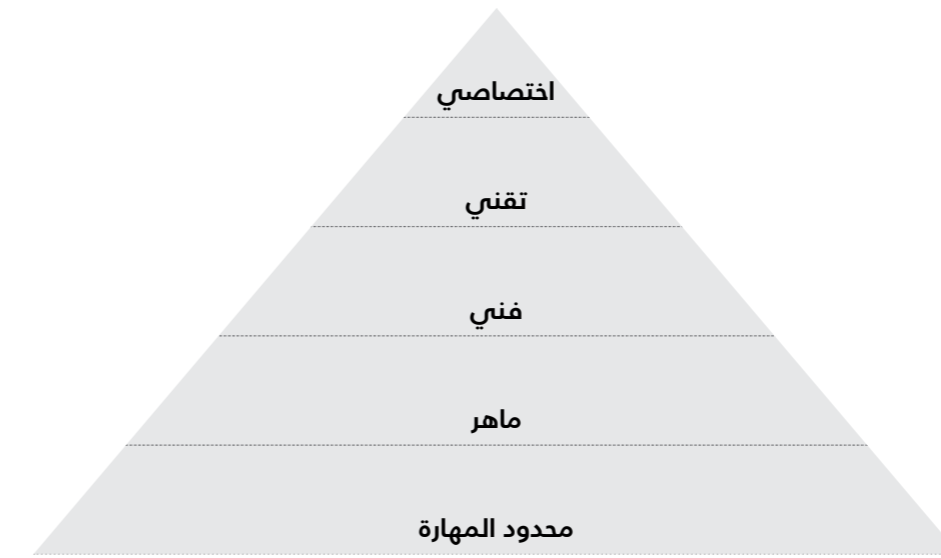 اختصاصي
تقني
فني
ماهر
محدود المهارة